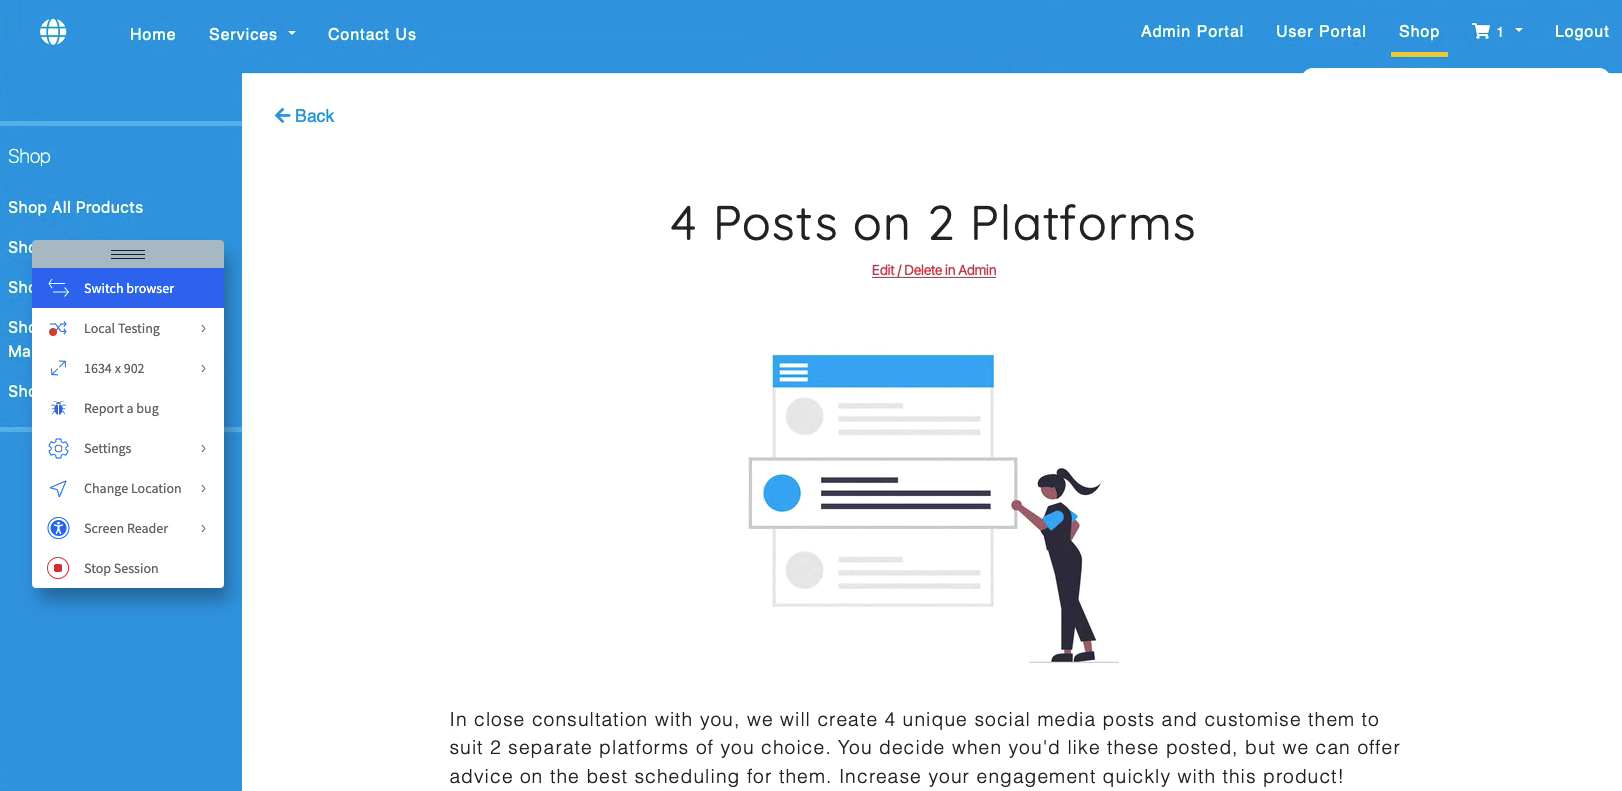 Home Services Contact Us Admin Portal User Portal Shop 1 Logout
Back
Shop
Shop All Products
Sho
Sho
Sho
Ma
Sho
Switch browser
Local Testing
1634 x 902
Report a bug
Settings
Change Location
Screen Reader
Stop Session
4 Posts on 2 Platforms
Edit / Delete in Admin
In close consultation with you, we will create 4 unique social media posts and customise them to
suit 2 separate platforms of you choice. You decide when you'd like these posted, but we can offer
advice on the best scheduling for them. Increase your engagement quickly with this product!